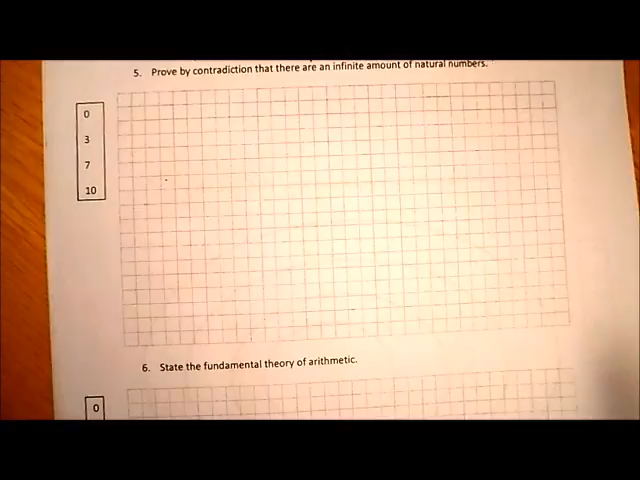 5. Prove by contradiction that there are an infinite amount of natural numbers.
0
3
7
10
6. State the fundamental theory of arithmetic.
0